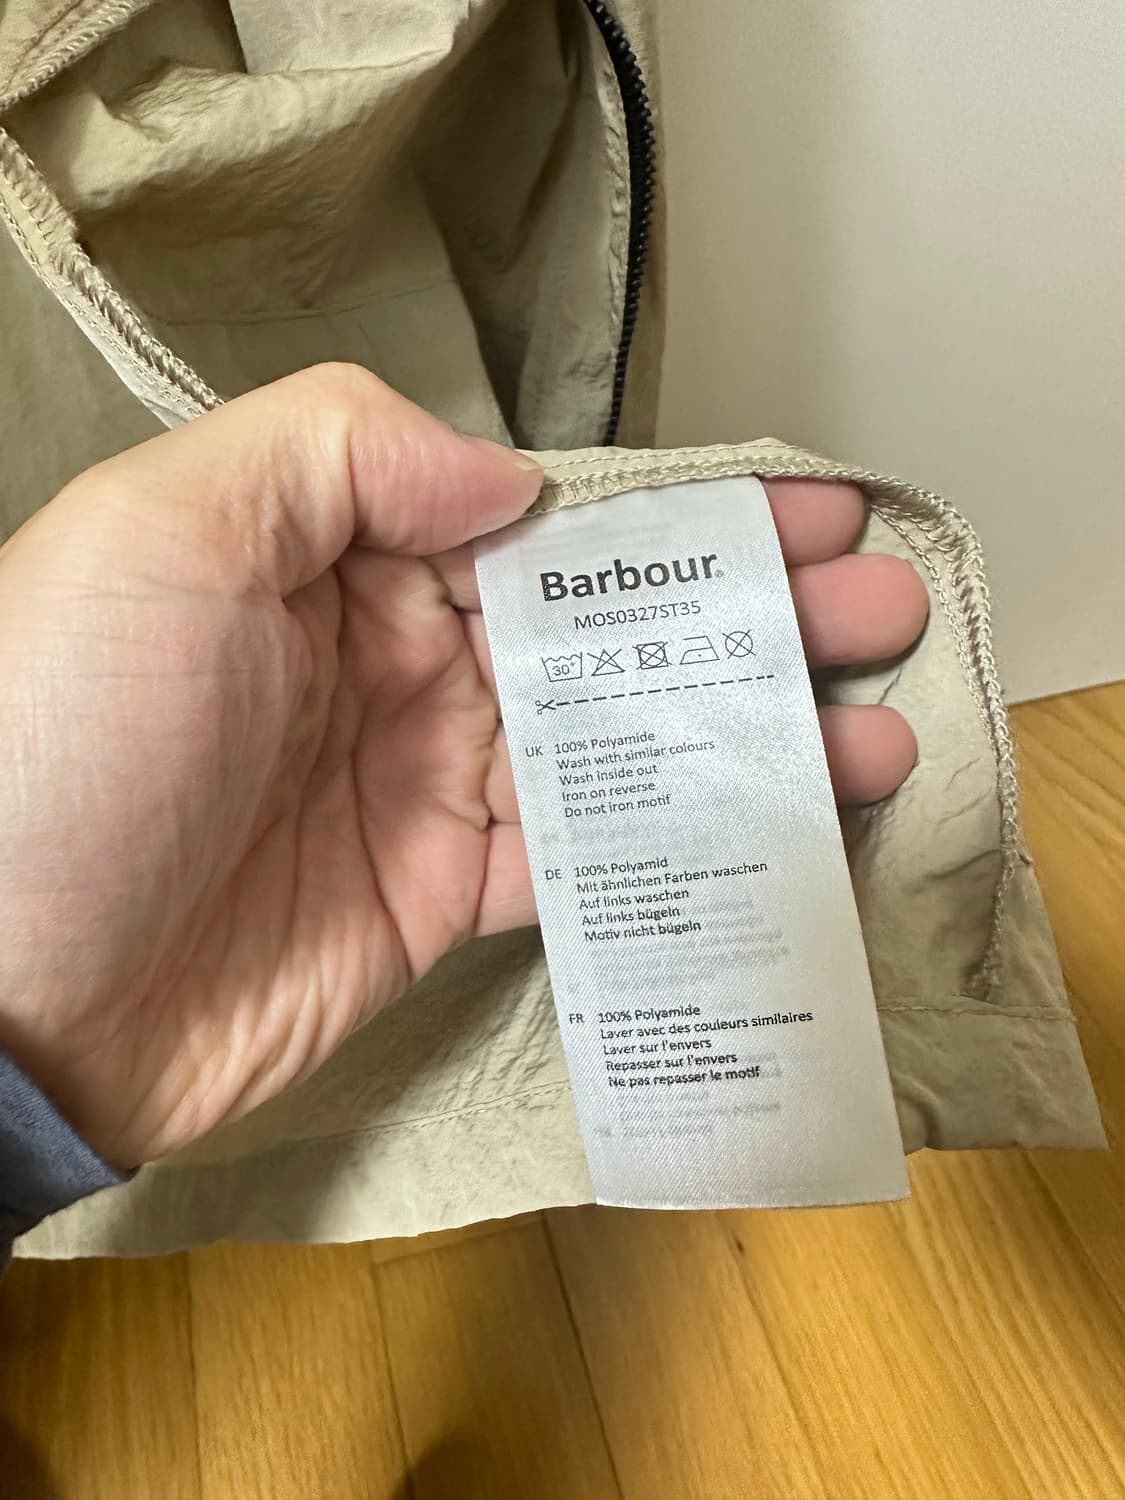 Barbour®
MOS0327ST35
30°
UK 100% Polyamide
Wash with similar colours
Wash inside out
Iron on reverse
Do not iron motif
DE 100% Polyamid
Mit ähnlichen Farben waschen
Auf links waschen
Auf links bügeln
Motiv nicht bügeln
FR 100% Polyamide
Laver avec des couleurs similaires
Laver sur l'envers
Repasser sur l'envers
Ne pas repasser le motif